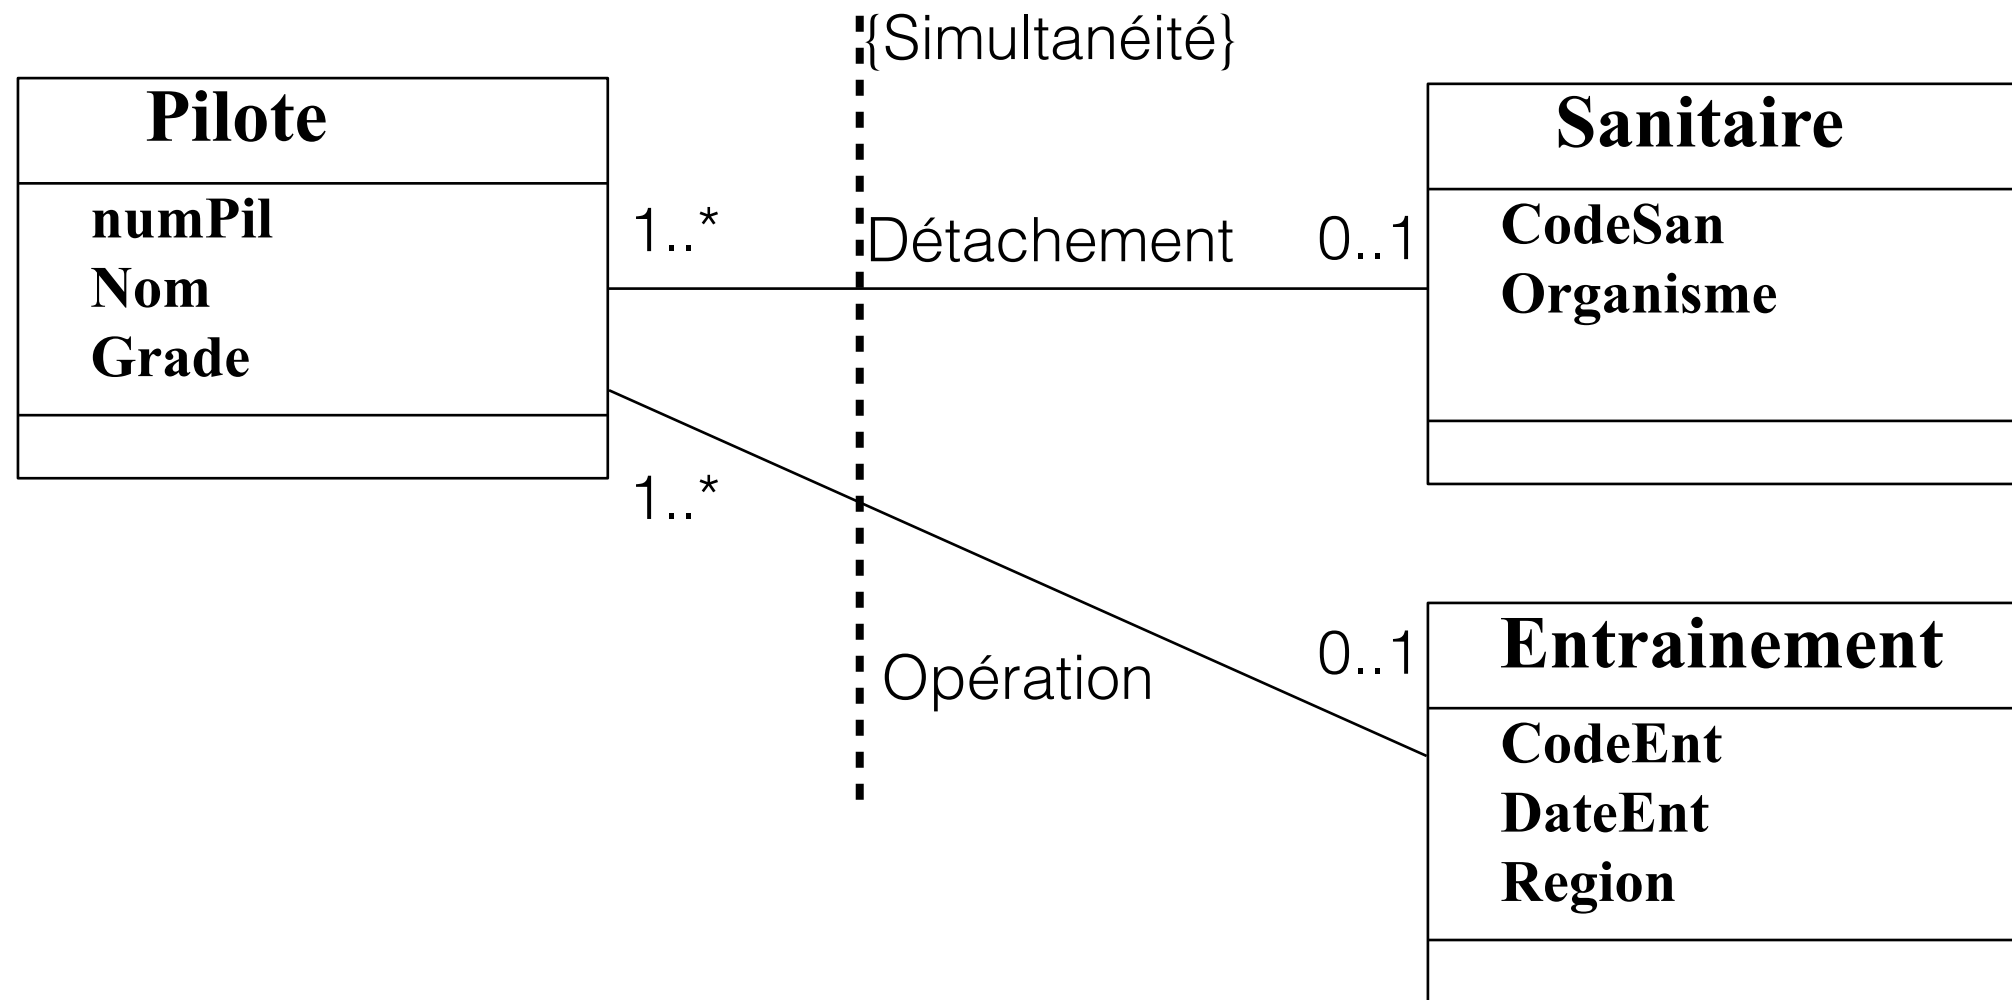 {Simultanéité}
Pilote
numPil
Nom
Grade
1..*
Détachement
0..1
Sanitaire
CodeSan
Organisme
1..*
Opération
0..1
Entrainement
CodeEnt
DateEnt
Region